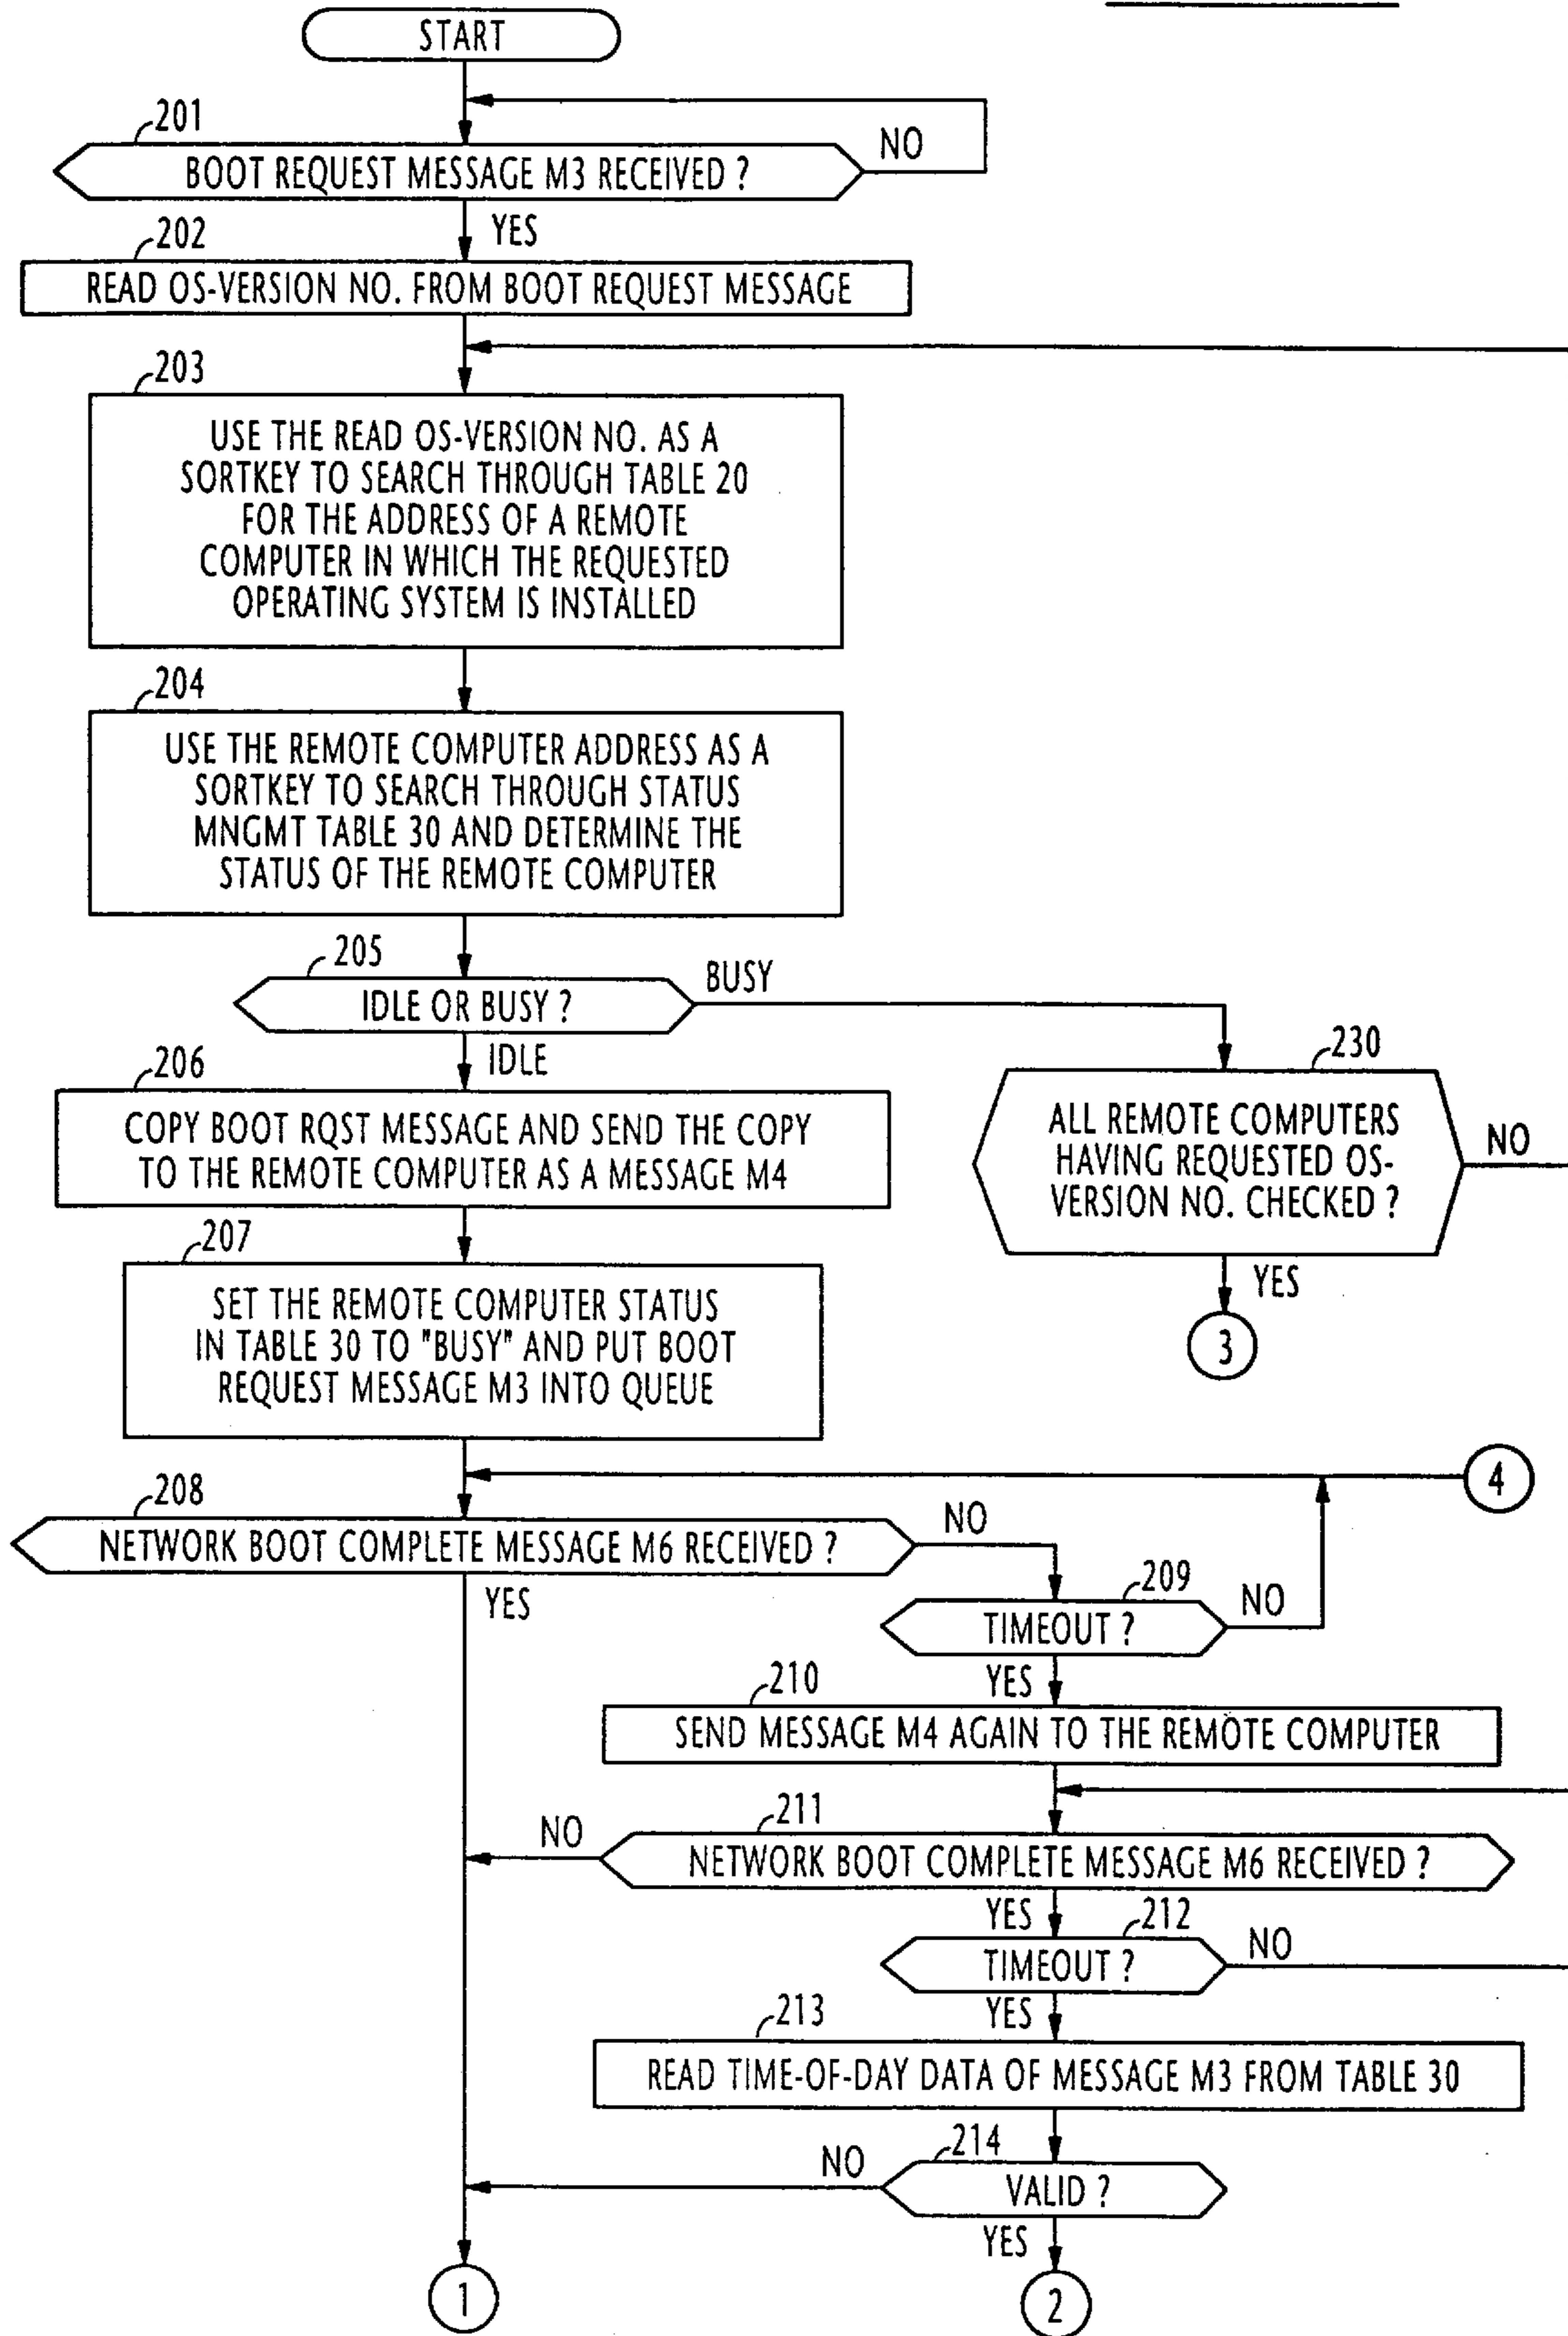 START
201
BOOT REQUEST MESSAGE M3 RECEIVED ?
NO
YES
202
READ OS-VERSION NO. FROM BOOT REQUEST MESSAGE
203
USE THE READ OS-VERSION NO. AS A
SORTKEY TO SEARCH THROUGH TABLE 20
FOR THE ADDRESS OF A REMOTE
COMPUTER IN WHICH THE REQUESTED
OPERATING SYSTEM IS INSTALLED
204
USE THE REMOTE COMPUTER ADDRESS AS A
SORTKEY TO SEARCH THROUGH STATUS
MNGMT TABLE 30 AND DETERMINE THE
STATUS OF THE REMOTE COMPUTER
205
IDLE OR BUSY ?
BUSY
IDLE
230
ALL REMOTE COMPUTERS
HAVING REQUESTED OS-
VERSION NO. CHECKED ?
NO
YES
3
206
COPY BOOT RQST MESSAGE AND SEND THE COPY
TO THE REMOTE COMPUTER AS A MESSAGE M4
207
SET THE REMOTE COMPUTER STATUS
IN TABLE 30 TO "BUSY" AND PUT BOOT
REQUEST MESSAGE M3 INTO QUEUE
4
208
NETWORK BOOT COMPLETE MESSAGE M6 RECEIVED ?
NO
YES
209
TIMEOUT ?
NO
YES
210
SEND MESSAGE M4 AGAIN TO THE REMOTE COMPUTER
211
NO
NETWORK BOOT COMPLETE MESSAGE M6 RECEIVED ?
YES
212
TIMEOUT ?
NO
YES
213
READ TIME-OF-DAY DATA OF MESSAGE M3 FROM TABLE 30
214
NO
VALID ?
YES
1
2